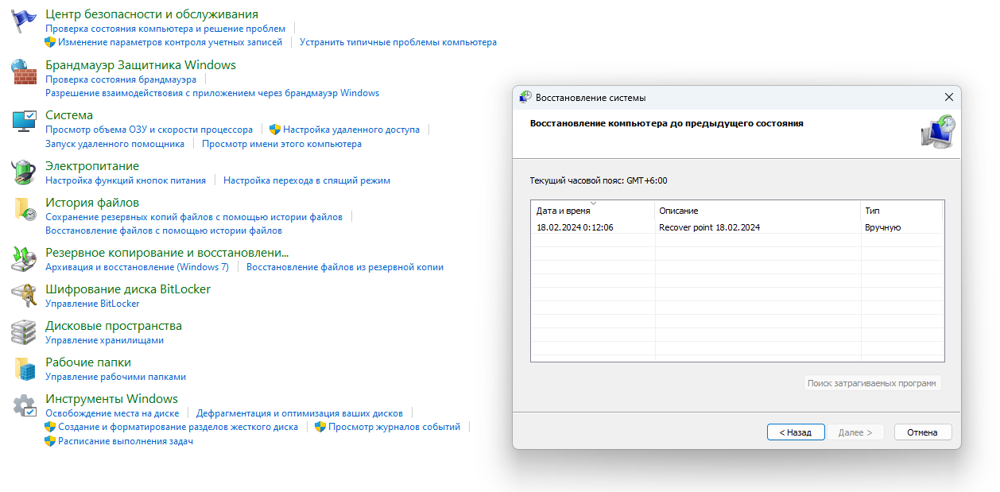 Центр безопасности и обслуживания
Проверка состояния компьютера и решение проблем
Изменение параметров контроля учетных записей
Устранить типичные проблемы компьютера
Брандмауэр Защитника Windows
Проверка состояния брандмауэра
Разрешение взаимодействовия с приложением через брандмауэр Windows
Система
Просмотр объема ОЗУ и скорости процессора
Настройка удаленного доступа
Запуск удаленного помощника
Просмотр имени этого компьютера
Электропитание
Настройка функций кнопок питания
Настройка перехода в спящий режим
История файлов
Сохранение резервных копий файлов с помощью истории файлов
Восстановление файлов с помощью истории файлов
Резервное копирование и восстановлени...
Архивация и восстановление (Windows 7)
Восстановление файлов из резервной копии
Шифрование диска BitLocker
Управление BitLocker
Дисковые пространства
Управление хранилищами
Рабочие папки
Управление рабочими папками
Инструменты Windows
Освобождение места на диске
Дефрагментация и оптимизация ваших дисков
Создание и форматирование разделов жесткого диска
Просмотр журналов событий
Расписание выполнения задач
Восстановление системы
Восстановление компьютера до предыдущего состояния
Текущий часовой пояс: GMT+6:00
Дата и время Описание Тип
18.02.2024 0:12:06 Recover point 18.02.2024 Вручную
Поиск затрагиваемых программ
< Назад Далее > Отмена